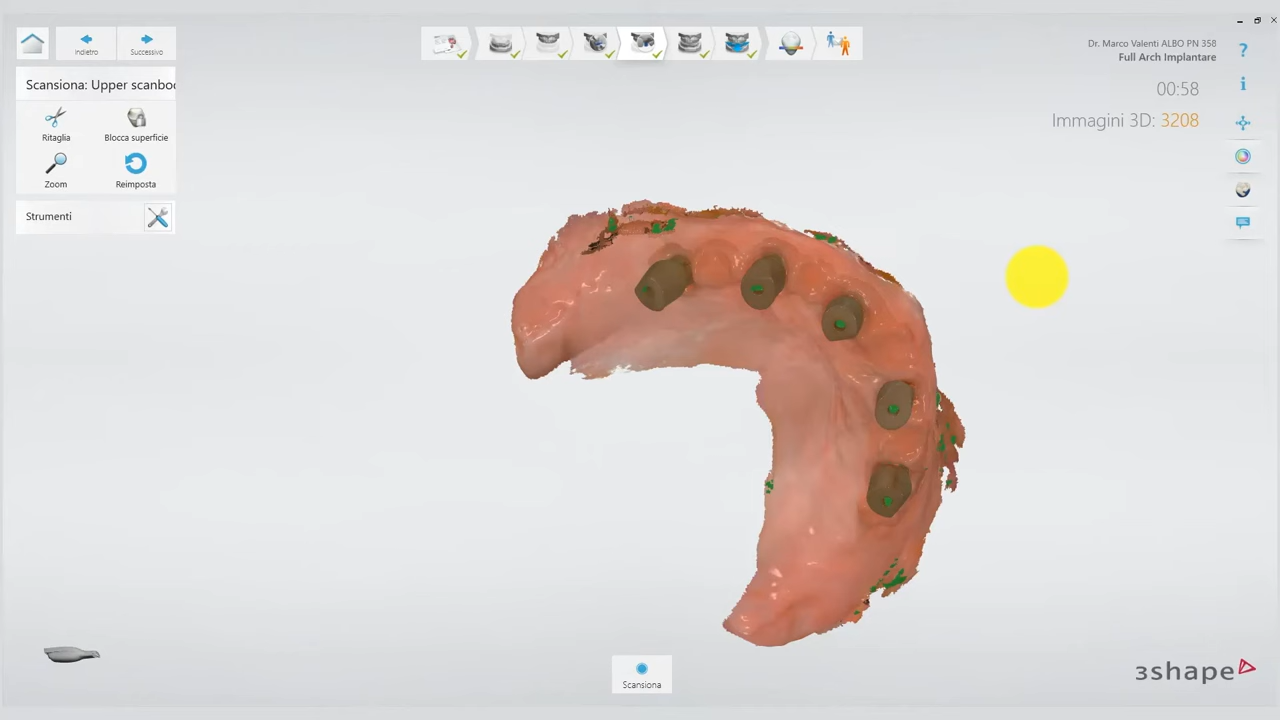 Indietro
Successivo
Dr. Marco Valenti ALBO PN 358
Full Arch Implantare
Scansiona: Upper scanboo
00:58
Immagini 3D: 3208
Ritaglia
Blocca superficie
Zoom
Reimposta
Strumenti
Scansiona
3shape